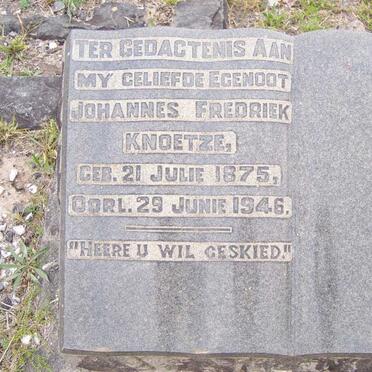 TER GEDACTENIS AAN
MY GELIEFDE EGENOOT
JOHANNES FREDRIEK
KNOETZE,
GEB. 21 JULIE 1875,
OORL. 29 JUNIE 1946.
"HEERE U WIL GESKIED."